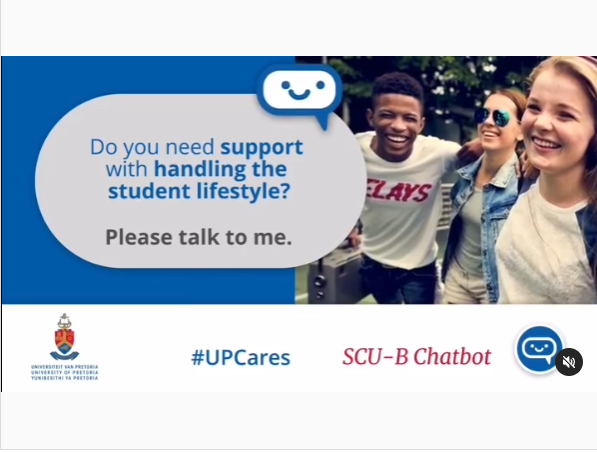 Do you need support
with handling the
student lifestyle?
Please talk to me.
ELAYS
UNIVERSITEIT VAN PRETORIA
UNIVERSITY OF PRETORIA
YUNIBESITHI YA PRETORIA
#UPCares
SCU-B Chatbot